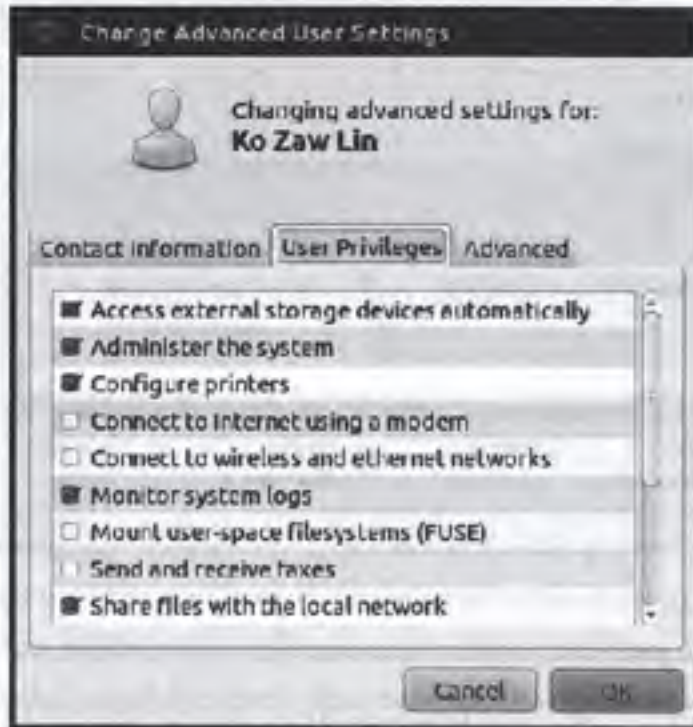 Change Advanced User Settings
Changing advanced settings for:
Ko Zaw Lin
Contact Information
User Privileges
Advanced
Access external storage devices automatically
Administer the system
Configure printers
Connect to Internet using a modem
Connect to wireless and ethernet networks
Monitor system logs
Mount user-space filesystems (FUSE)
Send and receive faxes
Share files with the local network
Cancel
OK